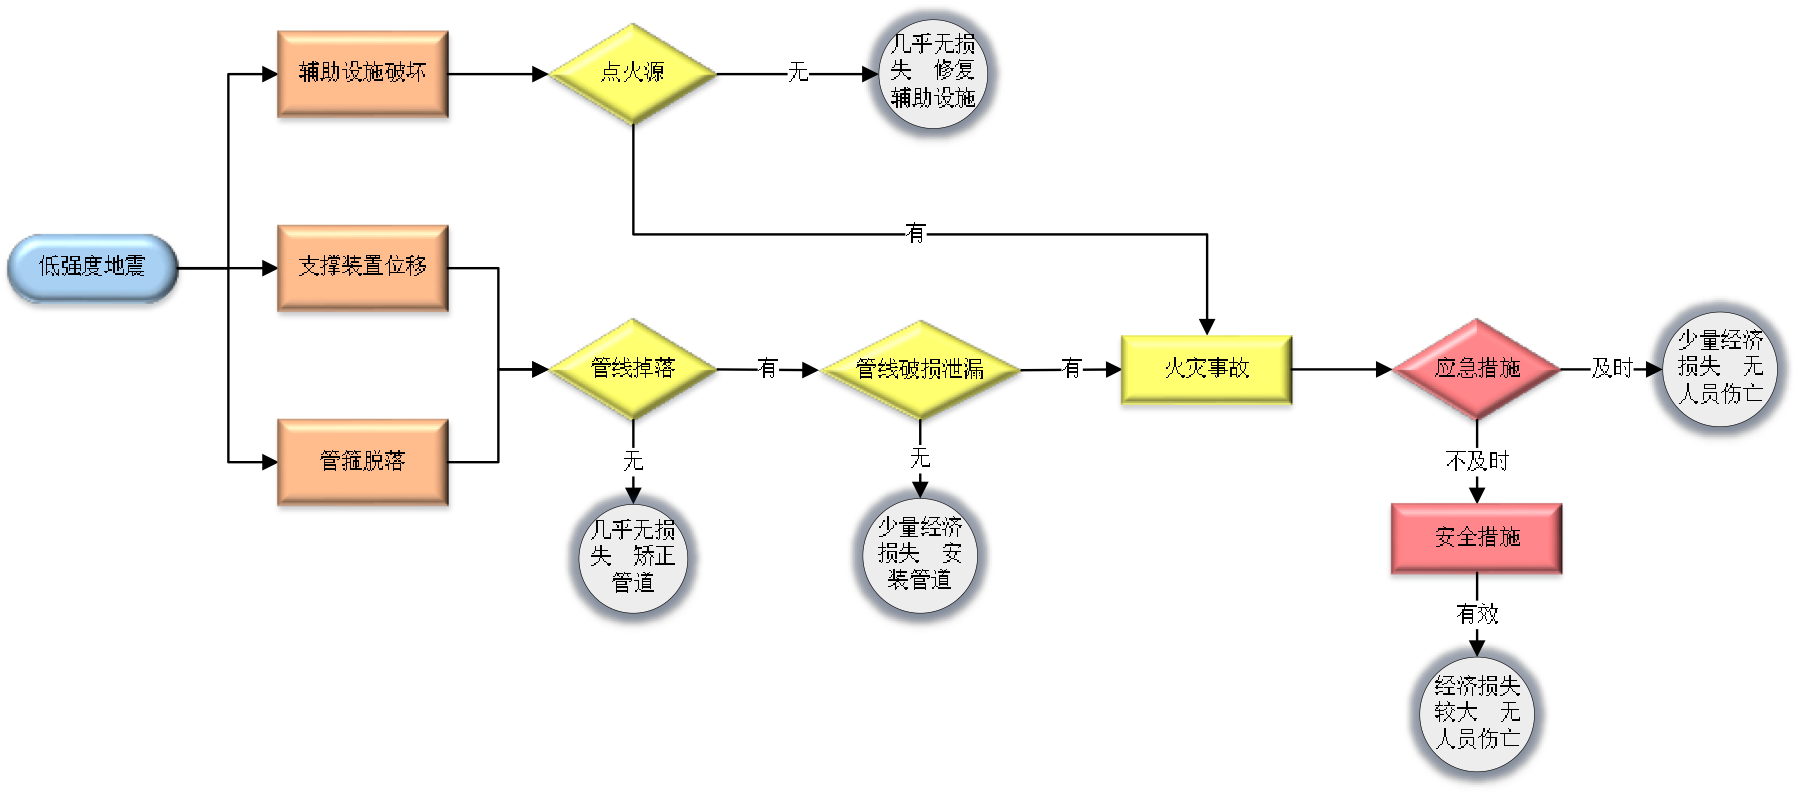 低强度地震
辅助设施破坏
支撑装置位移
管箍脱落
点火源
无
几乎无损
失　修复
辅助设施
有
管线掉落
有
管线破损泄漏
有
火灾事故
应急措施
及时
少量经济
损失　无
人员伤亡
无
几乎无损
失　矫正
管道
无
少量经济
损失　安
装管道
不及时
安全措施
有效
经济损失
较大　无
人员伤亡